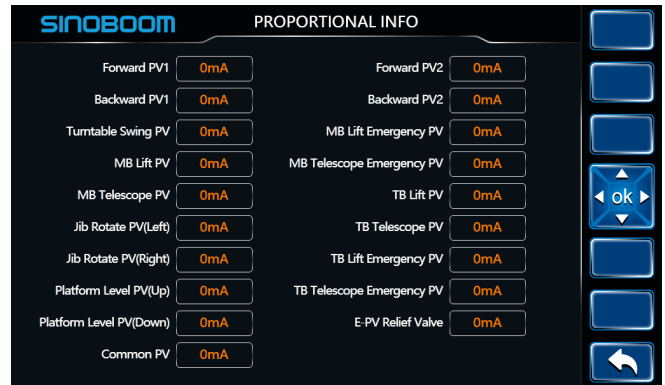 SINOBOOM PROPORTIONAL INFO
Forward PV1 0mA Forward PV2 0mA
Backward PV1 0mA Backward PV2 0mA
Turntable Swing PV 0mA MB Lift Emergency PV 0mA
MB Lift PV 0mA MB Telescope Emergency PV 0mA
MB Telescope PV 0mA TB Lift PV 0mA
ok
Jib Rotate PV(Left) 0mA TB Telescope PV 0mA
Jib Rotate PV(Right) 0mA TB Lift Emergency PV 0mA
Platform Level PV(Up) 0mA TB Telescope Emergency PV 0mA
Platform Level PV(Down) 0mA E-PV Relief Valve 0mA
Common PV 0mA